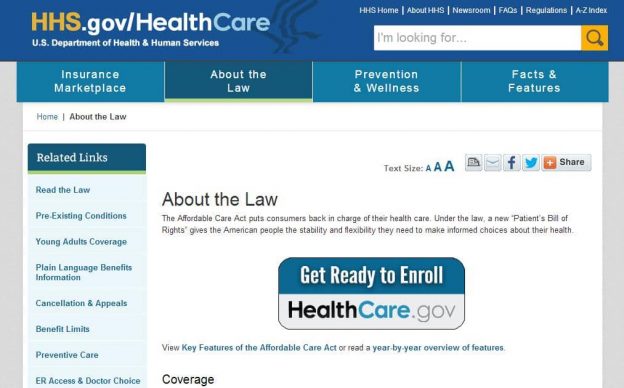 HHS.gov/HealthCare
U.S. Department of Health & Human Services
HHS Home | About HHS | Newsroom | FAQs | Regulations | A-Z Index
I'm looking for...
Insurance
Marketplace
About the
Law
Prevention
& Wellness
Facts &
Features
Home | About the Law
Related Links
Read the Law
Pre-Existing Conditions
Young Adults Coverage
Plain Language Benefits
Information
Cancellation & Appeals
Benefit Limits
Preventive Care
ER Access & Doctor Choice
Text Size: A A A
Share
About the Law
The Affordable Care Act puts consumers back in charge of their health care. Under the law, a new "Patient's Bill of
Rights" gives the American people the stability and flexibility they need to make informed choices about their health.
Get Ready to Enroll
HealthCare.gov
View Key Features of the Affordable Care Act or read a year-by-year overview of features.
Coverage